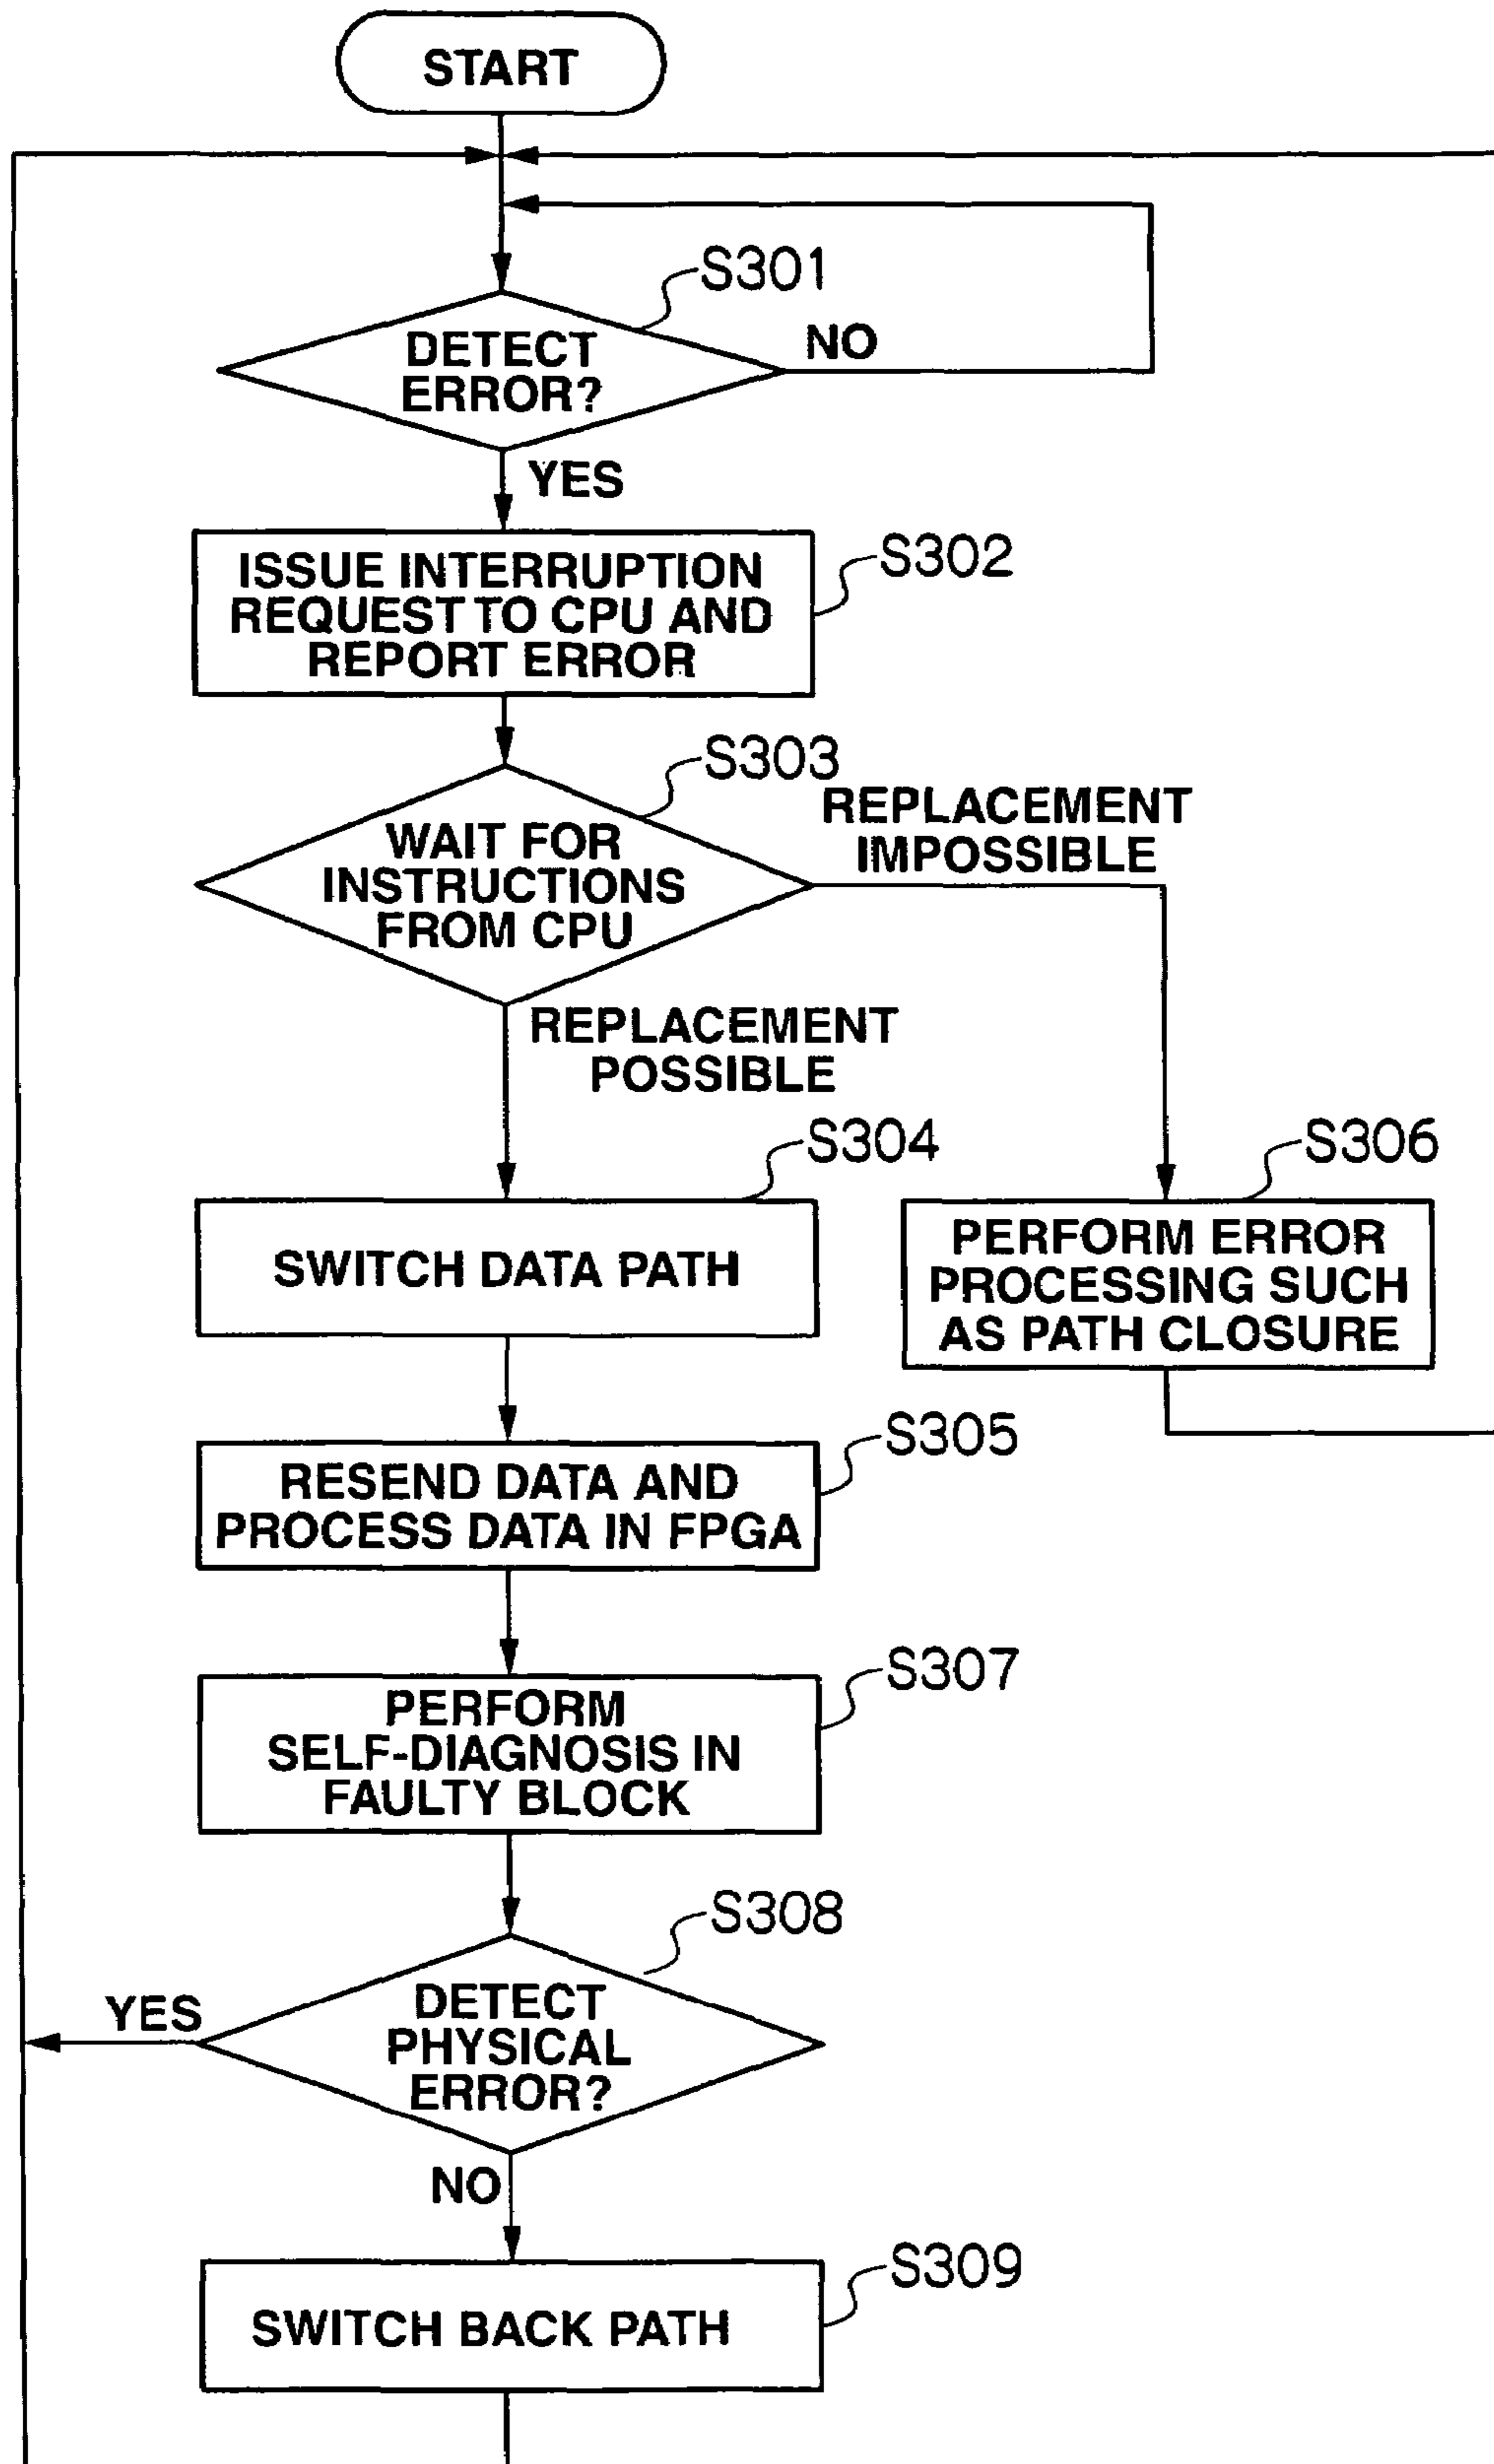 START
S301
DETECT
ERROR?
NO
YES
S302
ISSUE INTERRUPTION
REQUEST TO CPU AND
REPORT ERROR
S303
WAIT FOR
INSTRUCTIONS
FROM CPU
REPLACEMENT
IMPOSSIBLE
REPLACEMENT
POSSIBLE
S304
SWITCH DATA PATH
S306
PERFORM ERROR
PROCESSING SUCH
AS PATH CLOSURE
S305
RESEND DATA AND
PROCESS DATA IN FPGA
S307
PERFORM
SELF-DIAGNOSIS IN
FAULTY BLOCK
S308
DETECT
PHYSICAL
ERROR?
YES
NO
S309
SWITCH BACK PATH